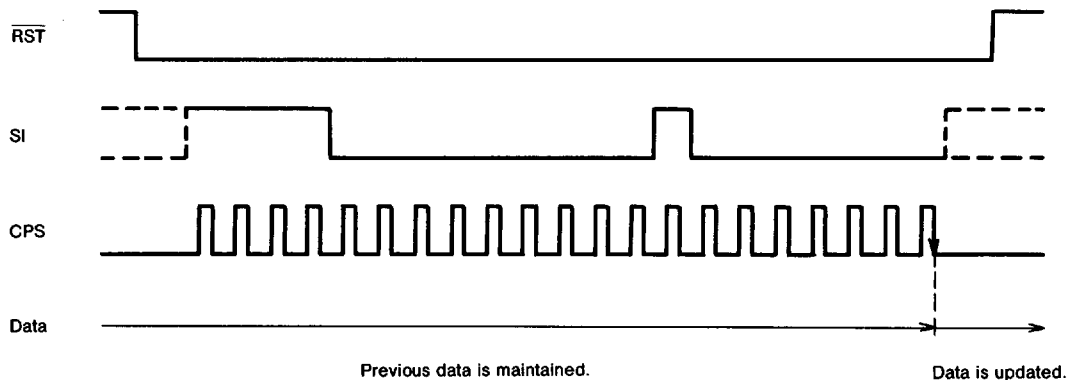 RST
SI
CPS
Data
Previous data is maintained.
Data is updated.